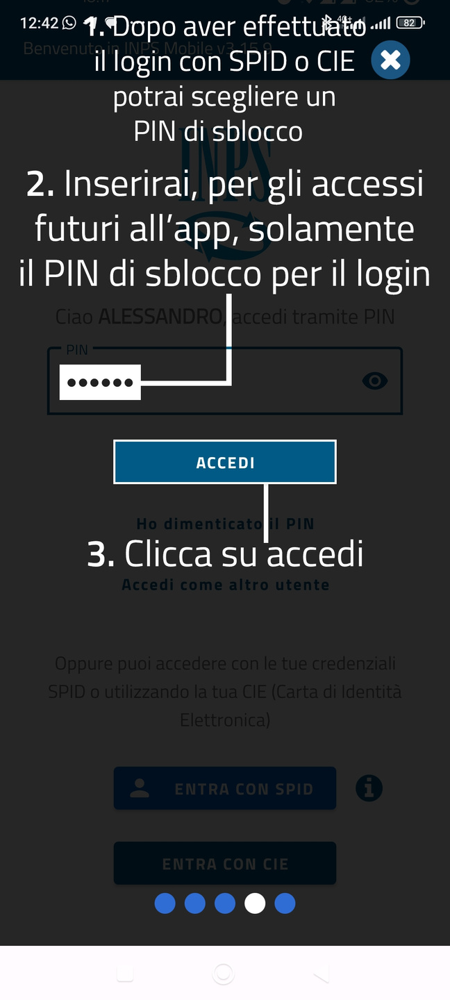 12:42
4G+
82
Benvenuto in INPS Mobile v3.15.9
1. Dopo aver effettuato
il login con SPID o CIE
potrai scegliere un
PIN di sblocco
INPS
2. Inserirai, per gli accessi
futuri all’app, solamente
il PIN di sblocco per il login
Ciao ALESSANDRO, accedi tramite PIN
PIN
ACCEDI
Ho dimenticato il PIN
3. Clicca su accedi
Accedi come altro utente
Oppure puoi accedere con le tue credenziali
SPID o utilizzando la tua CIE (Carta di Identità
Elettronica)
ENTRA CON SPID
ENTRA CON CIE